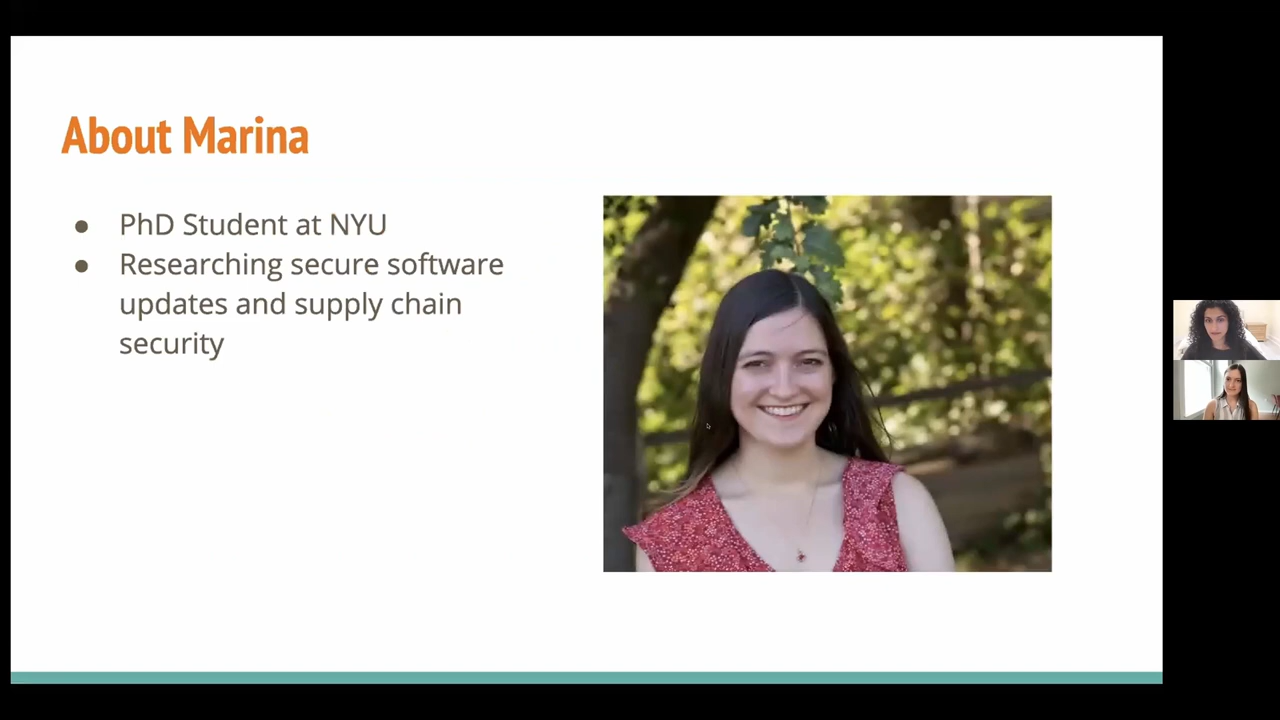 About Marina
● PhD Student at NYU
● Researching secure software
updates and supply chain
security